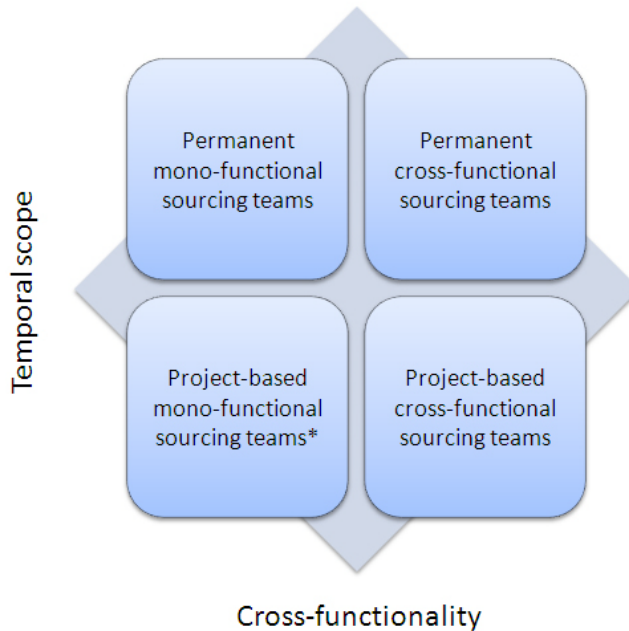 Permanent
mono-functional
sourcing teams
Permanent
cross-functional
sourcing teams
Temporal scope
Project-based
mono-functional
sourcing teams*
Project-based
cross-functional
sourcing teams
Cross-functionality